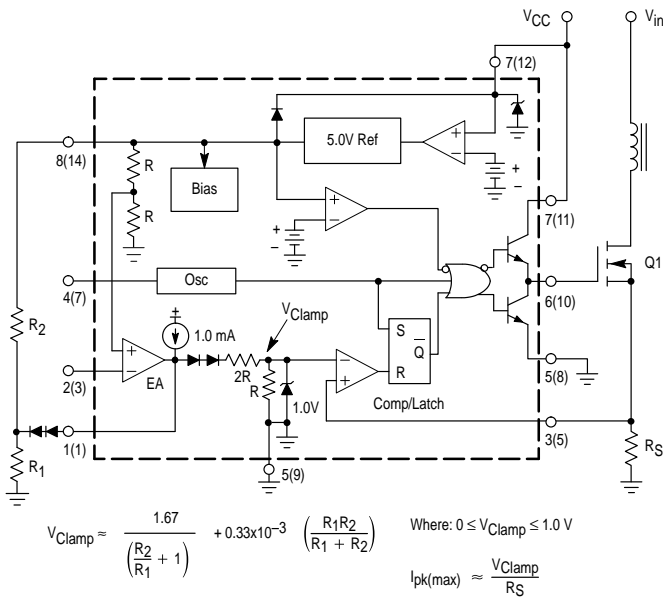 VCC
Vin
7(12)
8(14)
R
Bias
5.0V Ref
+
−
+
−
R
+
−
+
−
7(11)
4(7)
Osc
Q1
VClamp
6(10)
R2
1.0 mA
S
Q
R
+
−
EA
2R
R
1.0V
−
+
Comp/Latch
2(3)
5(8)
1(1)
3(5)
R1
5(9)
RS
VClamp ≈ 1.67 / (R2/R1 + 1) + 0.33x10−3 (R1R2 / R1 + R2)
Where: 0 ≤ VClamp ≤ 1.0 V
Ipk(max) ≈ VClamp / RS